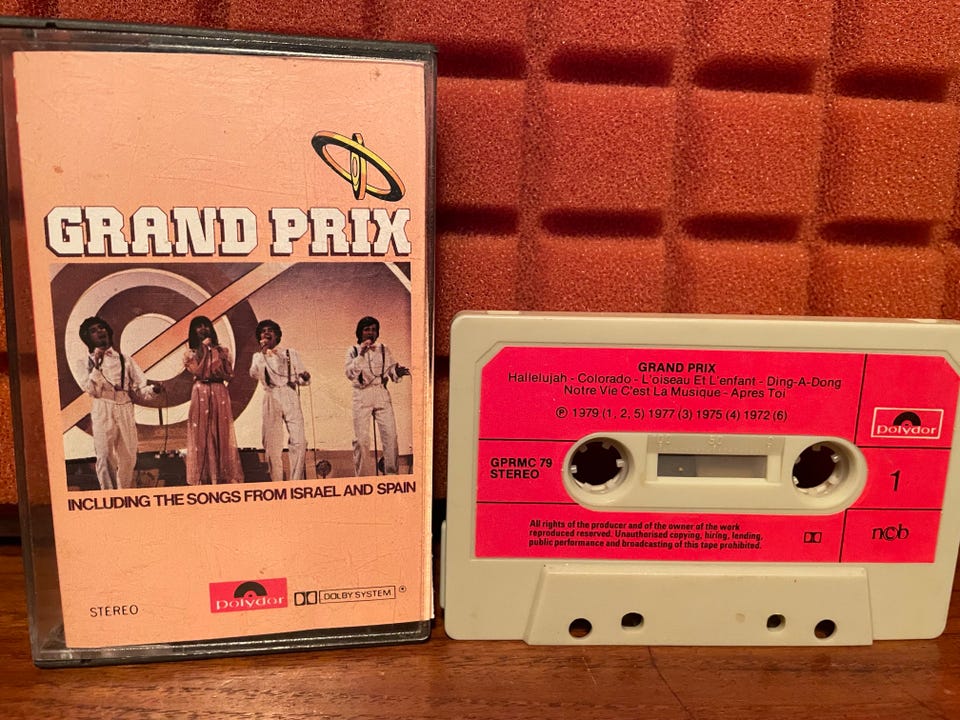 GRAND PRIX
INCLUDING THE SONGS FROM ISRAEL AND SPAIN
STEREO
polydor
DOLBY SYSTEM
GRAND PRIX
Hallelujah - Colorado - L'oiseau Et L'enfant - Ding-A-Dong
Notre Vie C'est La Musique - Apres Toi
℗ 1979 (1, 2, 5) 1977 (3) 1975 (4) 1972 (6)
polydor
GPRMC 79
STEREO
1
All rights of the producer and of the owner of the work
reproduced reserved. Unauthorised copying, hiring, lending,
public performance and broadcasting of this tape prohibited.
ncb